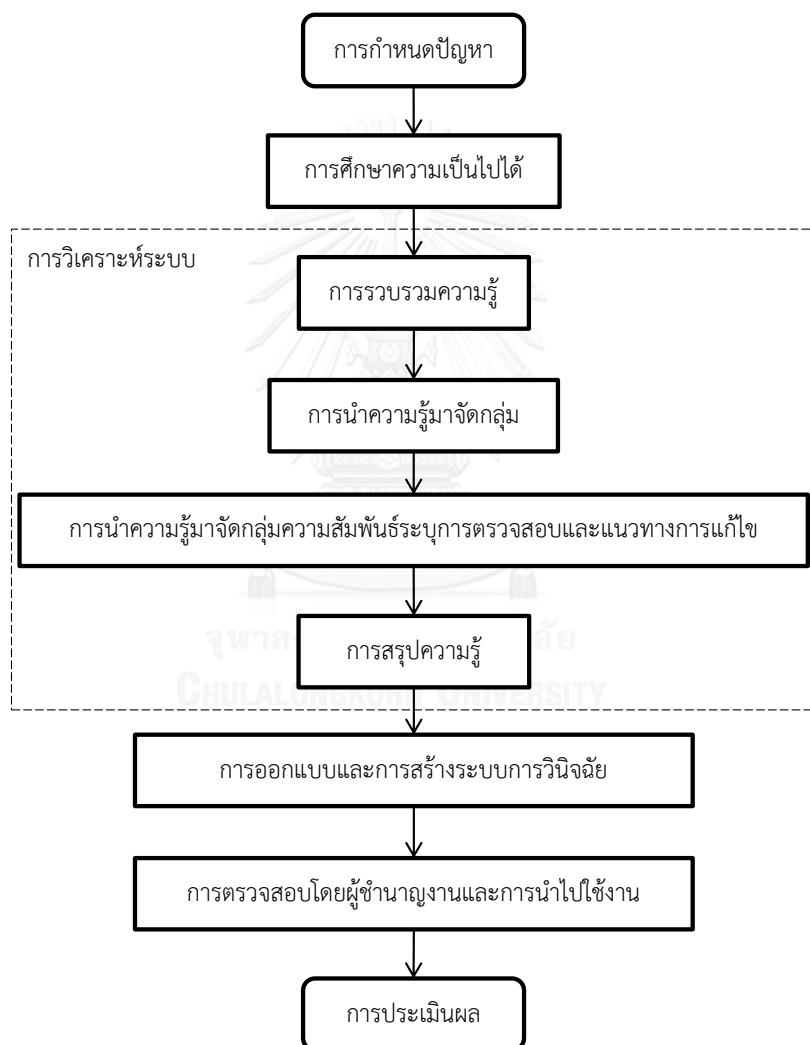 การกำหนดปัญหา
การศึกษาความเป็นไปได้
การวิเคราะห์ระบบ
การรวบรวมความรู้
การนำความรู้มาจัดกลุ่ม
การนำความรู้มาจัดกลุ่มความสัมพันธ์ระบุการตรวจสอบและแนวทางการแก้ไข
การสรุปความรู้
CHULALONGKORN UNIVERSITY
การออกแบบและการสร้างระบบการวินิจฉัย
การตรวจสอบโดยผู้ชำนาญงานและการนำไปใช้งาน
การประเมินผล